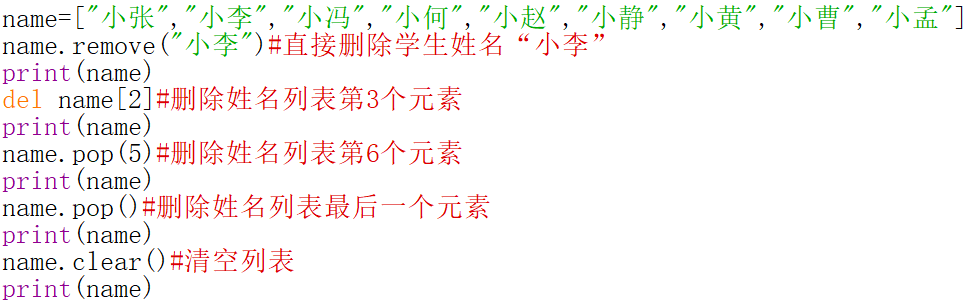 name=["小张","小李","小冯","小何","小赵","小静","小黄","小曹","小孟"]
name.remove("小李")#直接删除学生姓名“小李”
print(name)
del name[2]#删除姓名列表第3个元素
print(name)
name.pop(5)#删除姓名列表第6个元素
print(name)
name.pop()#删除姓名列表最后一个元素
print(name)
name.clear()#清空列表
print(name)